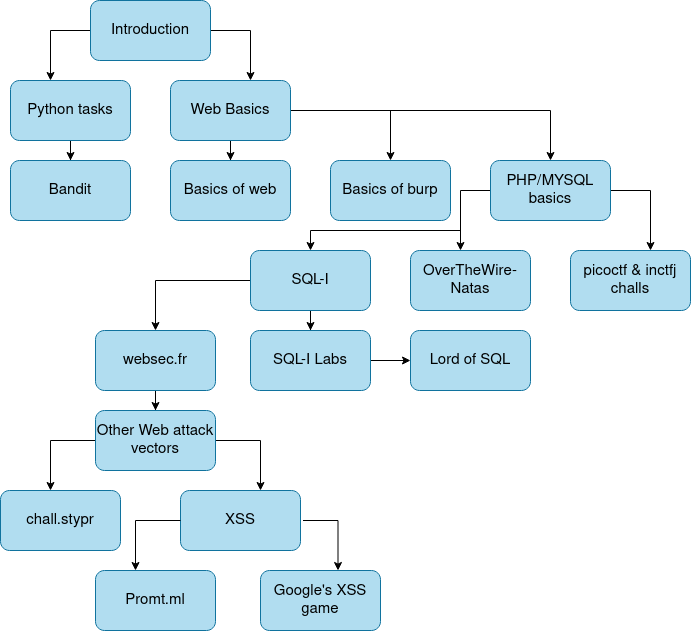 Introduction
Python tasks
Web Basics
Bandit
Basics of web
Basics of burp
PHP/MYSQL
basics
SQL-I
OverTheWire-
Natas
picoctf & inctfj
challs
websec.fr
SQL-I Labs
Lord of SQL
Other Web attack
vectors
chall.stypr
XSS
Promt.ml
Google's XSS
game